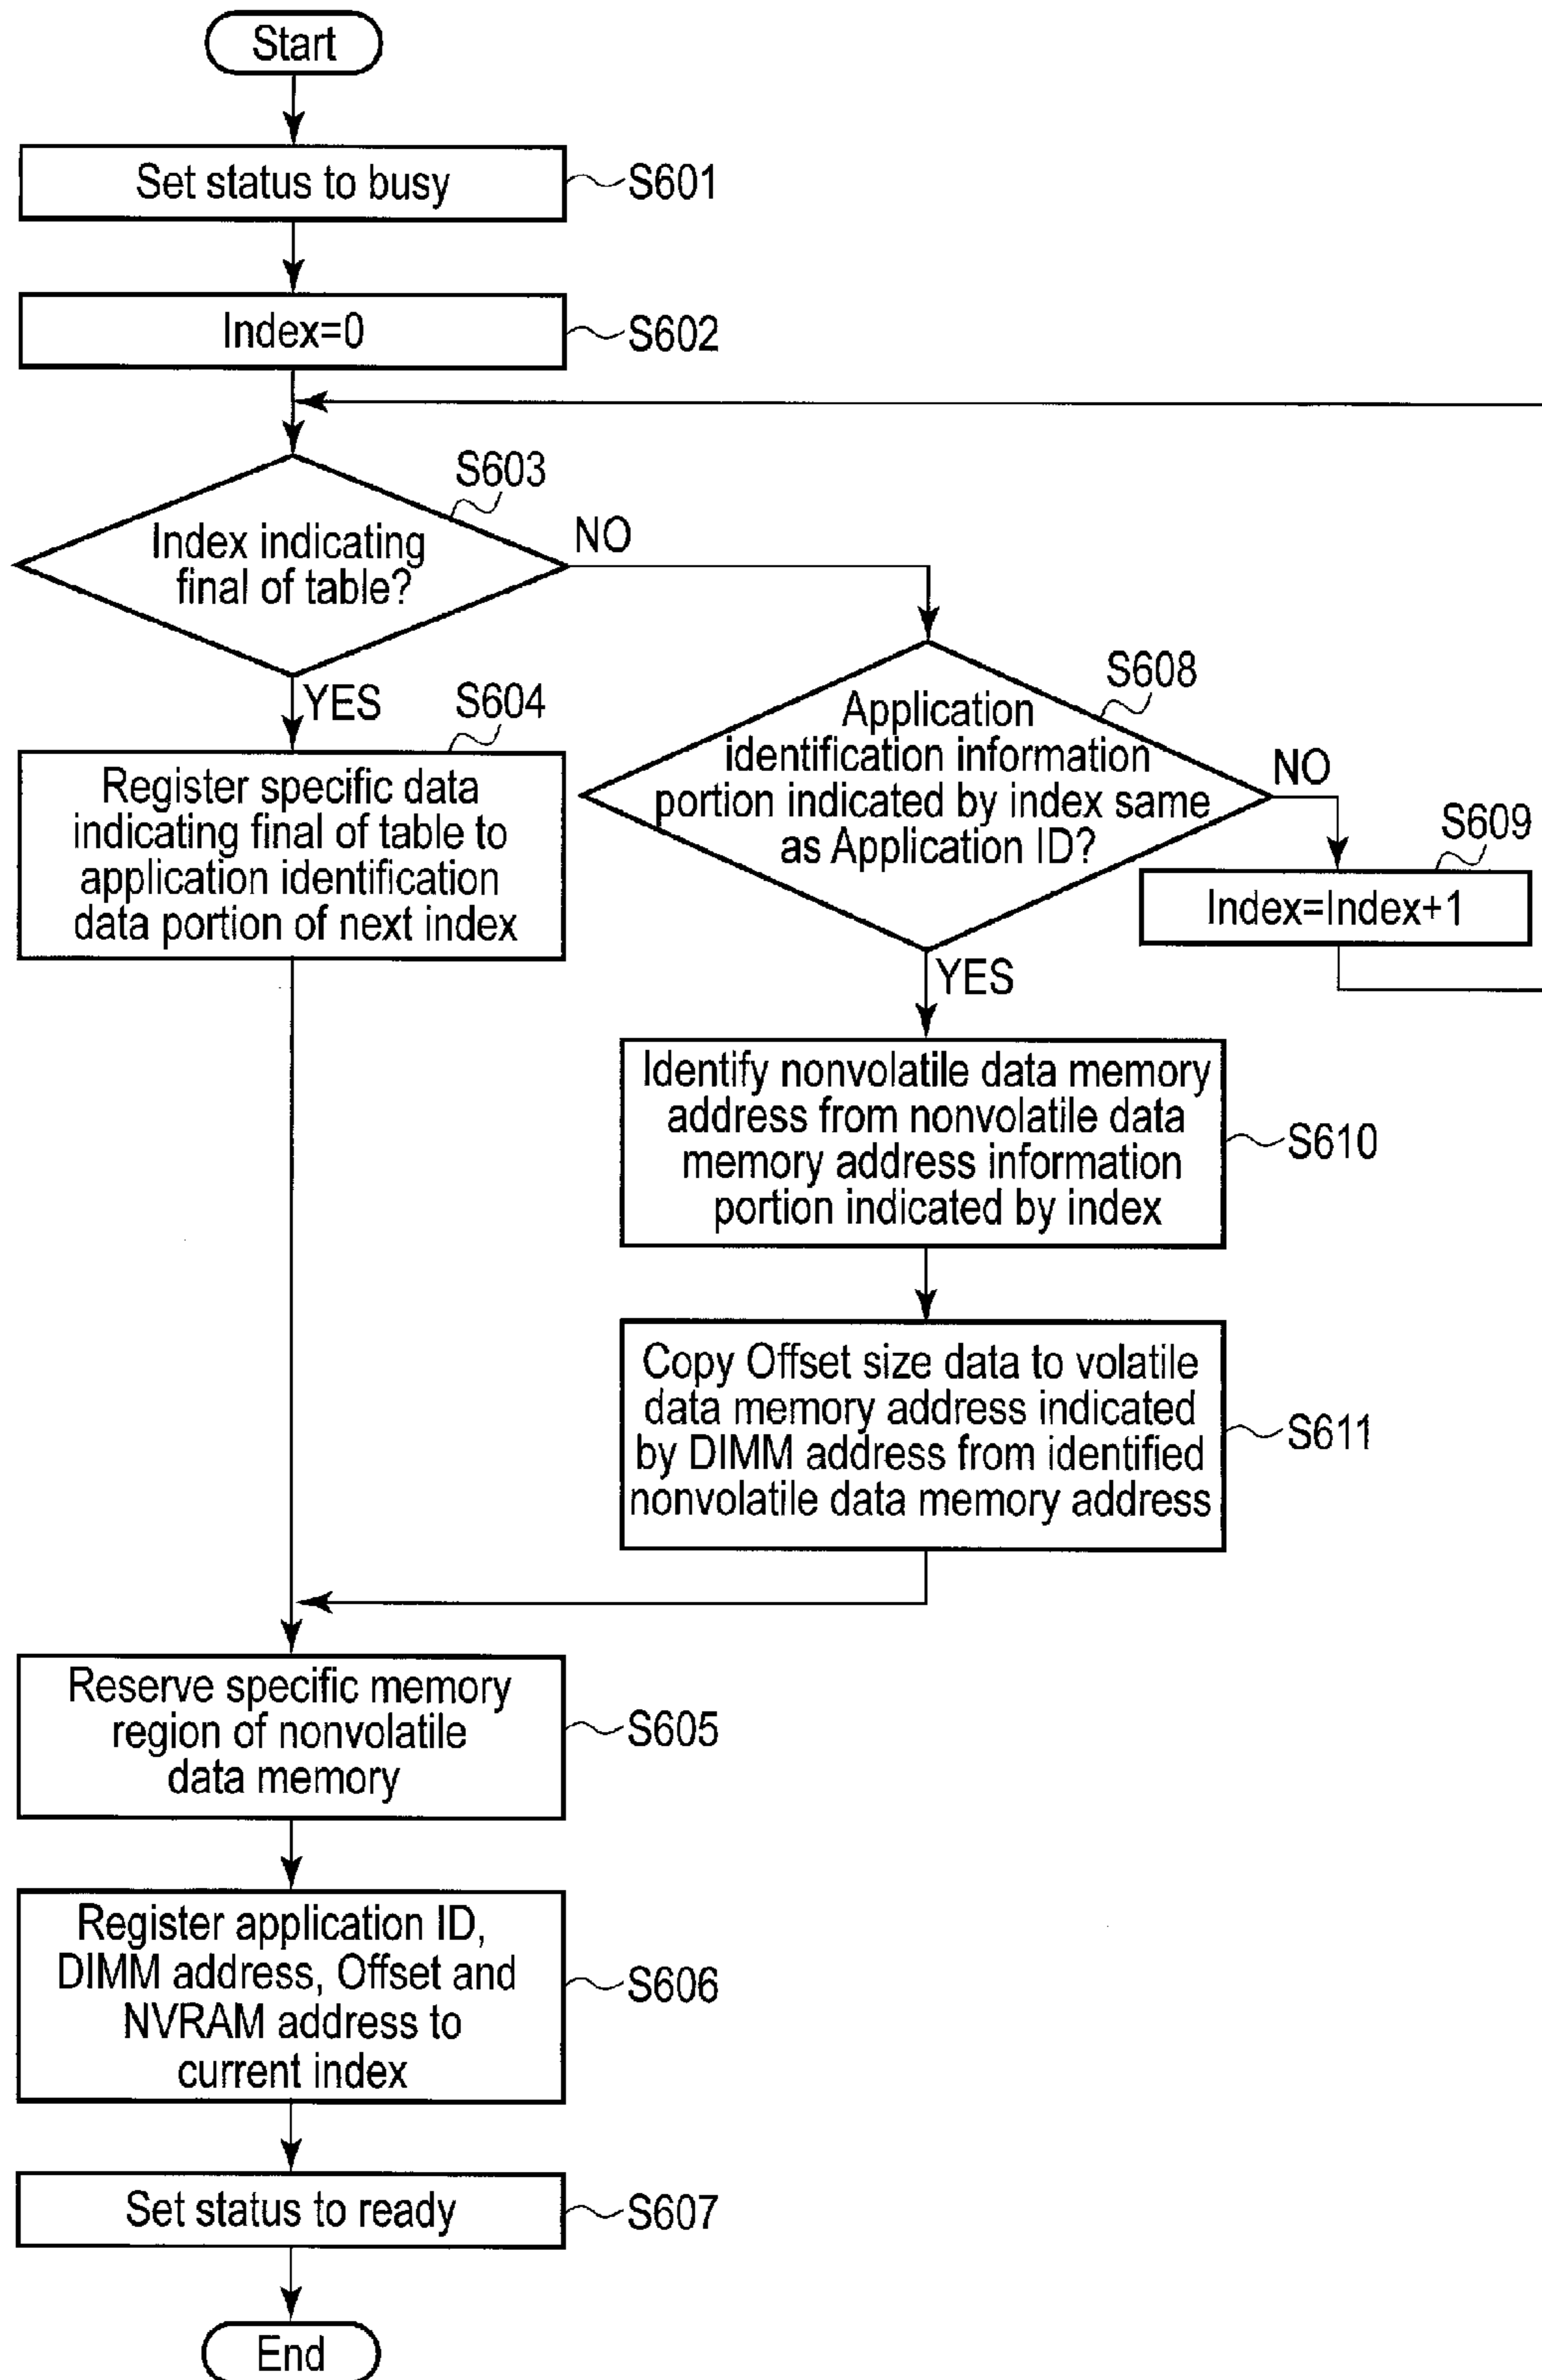 Start
Set status to busy
S601
Index=0
S602
S603
Index indicating
final of table?
NO
YES
S604
Register specific data
indicating final of table to
application identification
data portion of next index
S608
Application
identification information
portion indicated by index same
as Application ID?
NO
S609
Index=Index+1
YES
Identify nonvolatile data memory
address from nonvolatile data
memory address information
portion indicated by index
S610
Copy Offset size data to volatile
data memory address indicated
by DIMM address from identified
nonvolatile data memory address
S611
Reserve specific memory
region of nonvolatile
data memory
S605
Register application ID,
DIMM address, Offset and
NVRAM address to
current index
S606
Set status to ready
S607
End